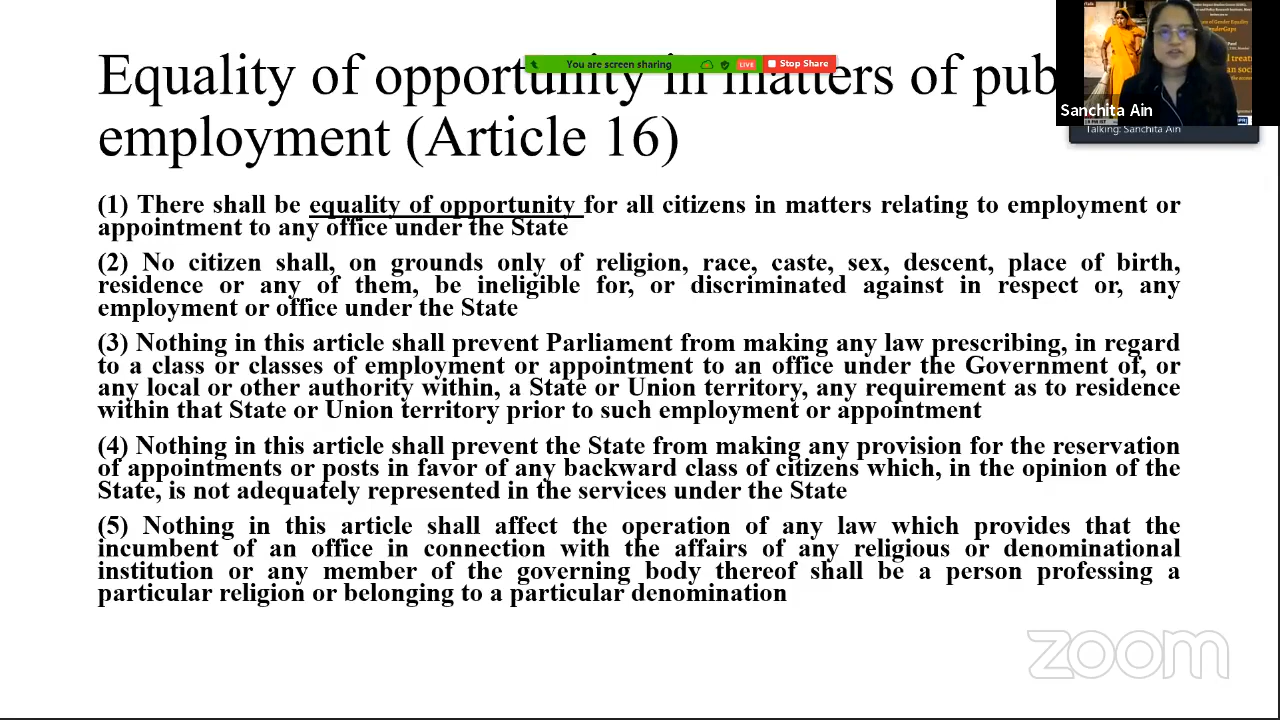 Equality of opportunity in matters of pub
employment (Article 16)
You are screen sharing
LIVE
Stop Share
Sanchita Ain
Talking: Sanchita Ain
(1) There shall be equality of opportunity for all citizens in matters relating to employment or
appointment to any office under the State
(2) No citizen shall, on grounds only of religion, race, caste, sex, descent, place of birth,
residence or any of them, be ineligible for, or discriminated against in respect or, any
employment or office under the State
(3) Nothing in this article shall prevent Parliament from making any law prescribing, in regard
to a class or classes of employment or appointment to an office under the Government of, or
any local or other authority within, a State or Union territory, any requirement as to residence
within that State or Union territory prior to such employment or appointment
(4) Nothing in this article shall prevent the State from making any provision for the reservation
of appointments or posts in favor of any backward class of citizens which, in the opinion of the
State, is not adequately represented in the services under the State
(5) Nothing in this article shall affect the operation of any law which provides that the
incumbent of an office in connection with the affairs of any religious or denominational
institution or any member of the governing body thereof shall be a person professing a
particular religion or belonging to a particular denomination
zoom